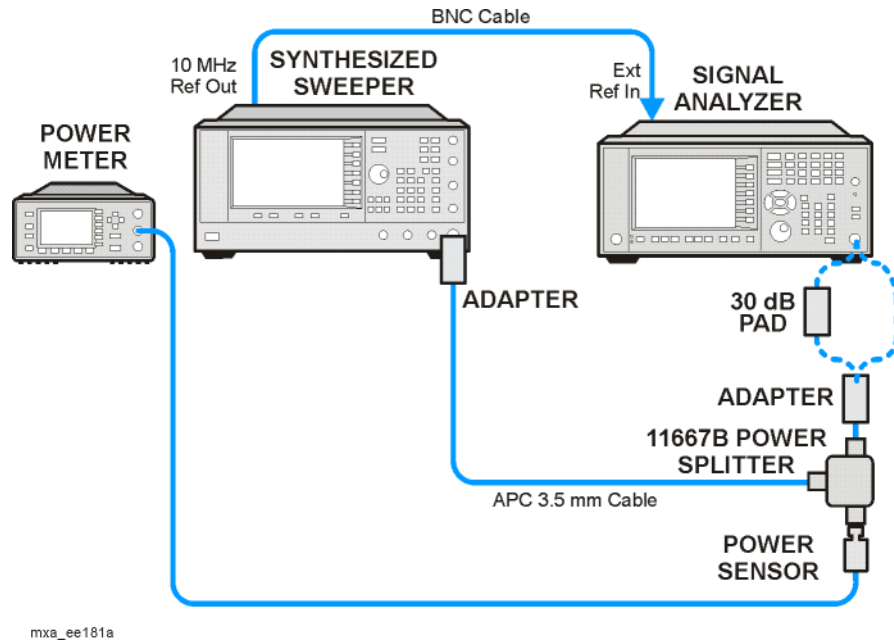 BNC Cable
10 MHz
Ref Out
SYNTHESIZED
SWEEPER
Ext
Ref In
SIGNAL
ANALYZER
POWER
METER
ADAPTER
30 dB
PAD
ADAPTER
11667B POWER
SPLITTER
APC 3.5 mm Cable
POWER
SENSOR
mxa_ee181a